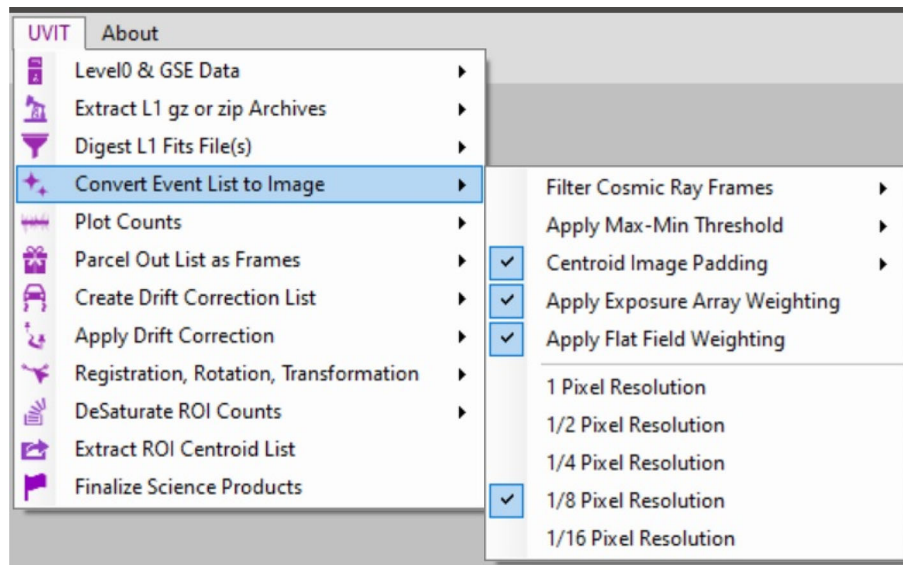 UVIT About
Level0 & GSE Data
Extract L1 gz or zip Archives
Digest L1 Fits File(s)
Convert Event List to Image
Plot Counts
Parcel Out List as Frames
Create Drift Correction List
Apply Drift Correction
Registration, Rotation, Transformation
DeSaturate ROI Counts
Extract ROI Centroid List
Finalize Science Products
Filter Cosmic Ray Frames
Apply Max-Min Threshold
Centroid Image Padding
Apply Exposure Array Weighting
Apply Flat Field Weighting
1 Pixel Resolution
1/2 Pixel Resolution
1/4 Pixel Resolution
1/8 Pixel Resolution
1/16 Pixel Resolution